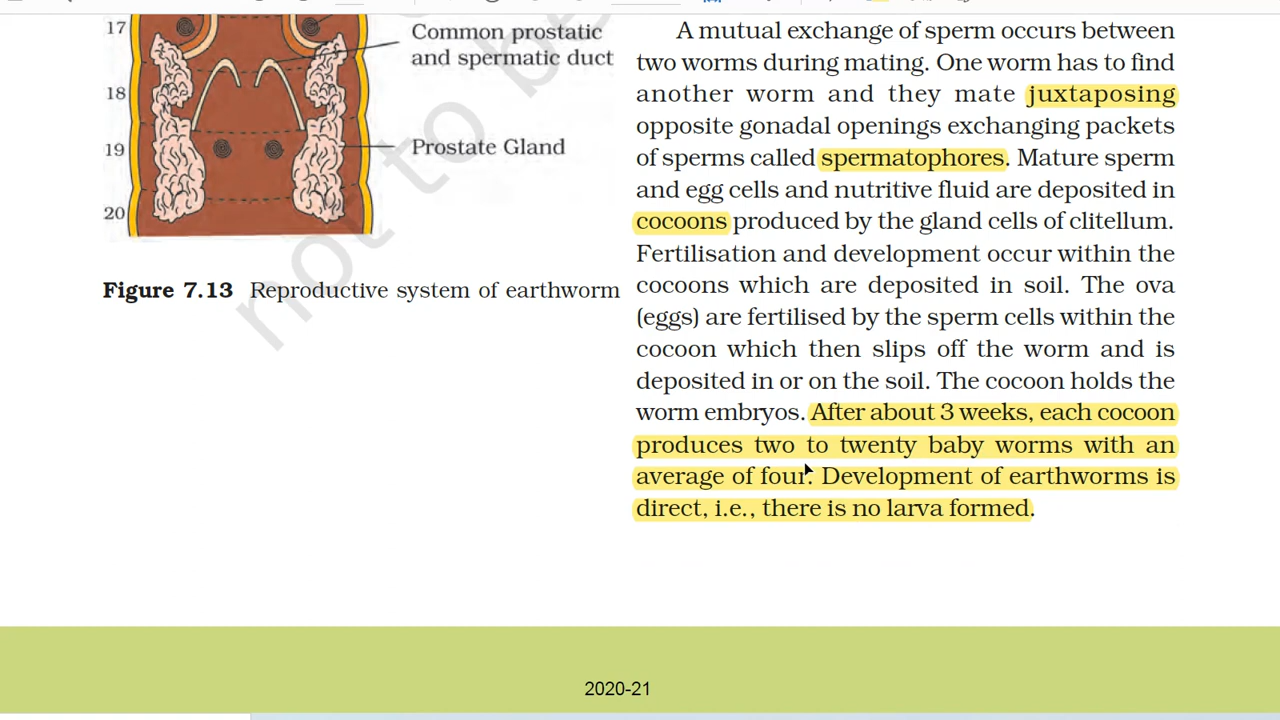 17
18
19
20
Common prostatic
and spermatic duct
Prostate Gland
Figure 7.13 Reproductive system of earthworm
not to be
A mutual exchange of sperm occurs between
two worms during mating. One worm has to find
another worm and they mate juxtaposing
opposite gonadal openings exchanging packets
of sperms called spermatophores. Mature sperm
and egg cells and nutritive fluid are deposited in
cocoons produced by the gland cells of clitellum.
Fertilisation and development occur within the
cocoons which are deposited in soil. The ova
(eggs) are fertilised by the sperm cells within the
cocoon which then slips off the worm and is
deposited in or on the soil. The cocoon holds the
worm embryos. After about 3 weeks, each cocoon
produces two to twenty baby worms with an
average of four. Development of earthworms is
direct, i.e., there is no larva formed.
2020-21